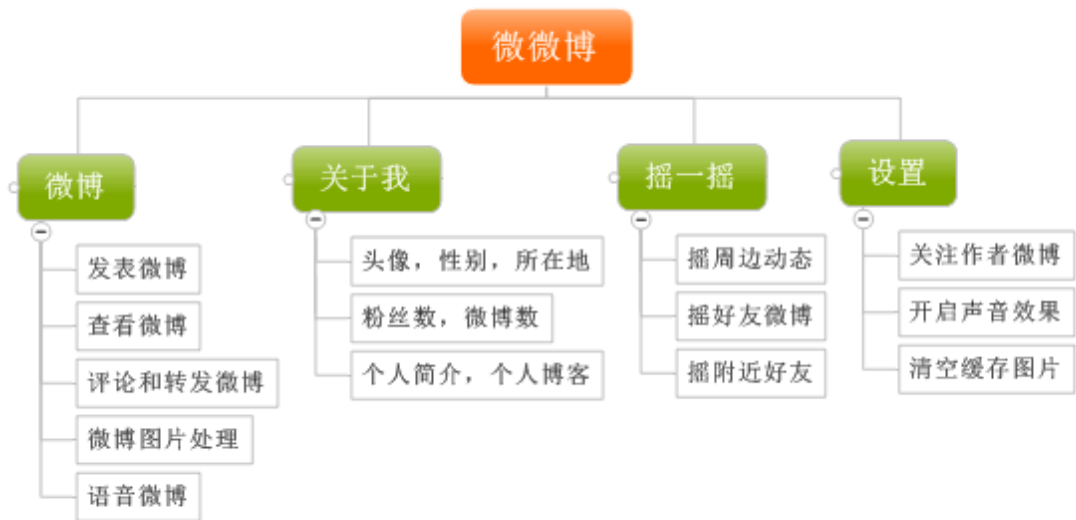 微微博
微博
发表微博
查看微博
评论和转发微博
微博图片处理
语音微博
关于我
头像，性别，所在地
粉丝数，微博数
个人简介，个人博客
摇一摇
摇周边动态
摇好友微博
摇附近好友
设置
关注作者微博
开启声音效果
清空缓存图片